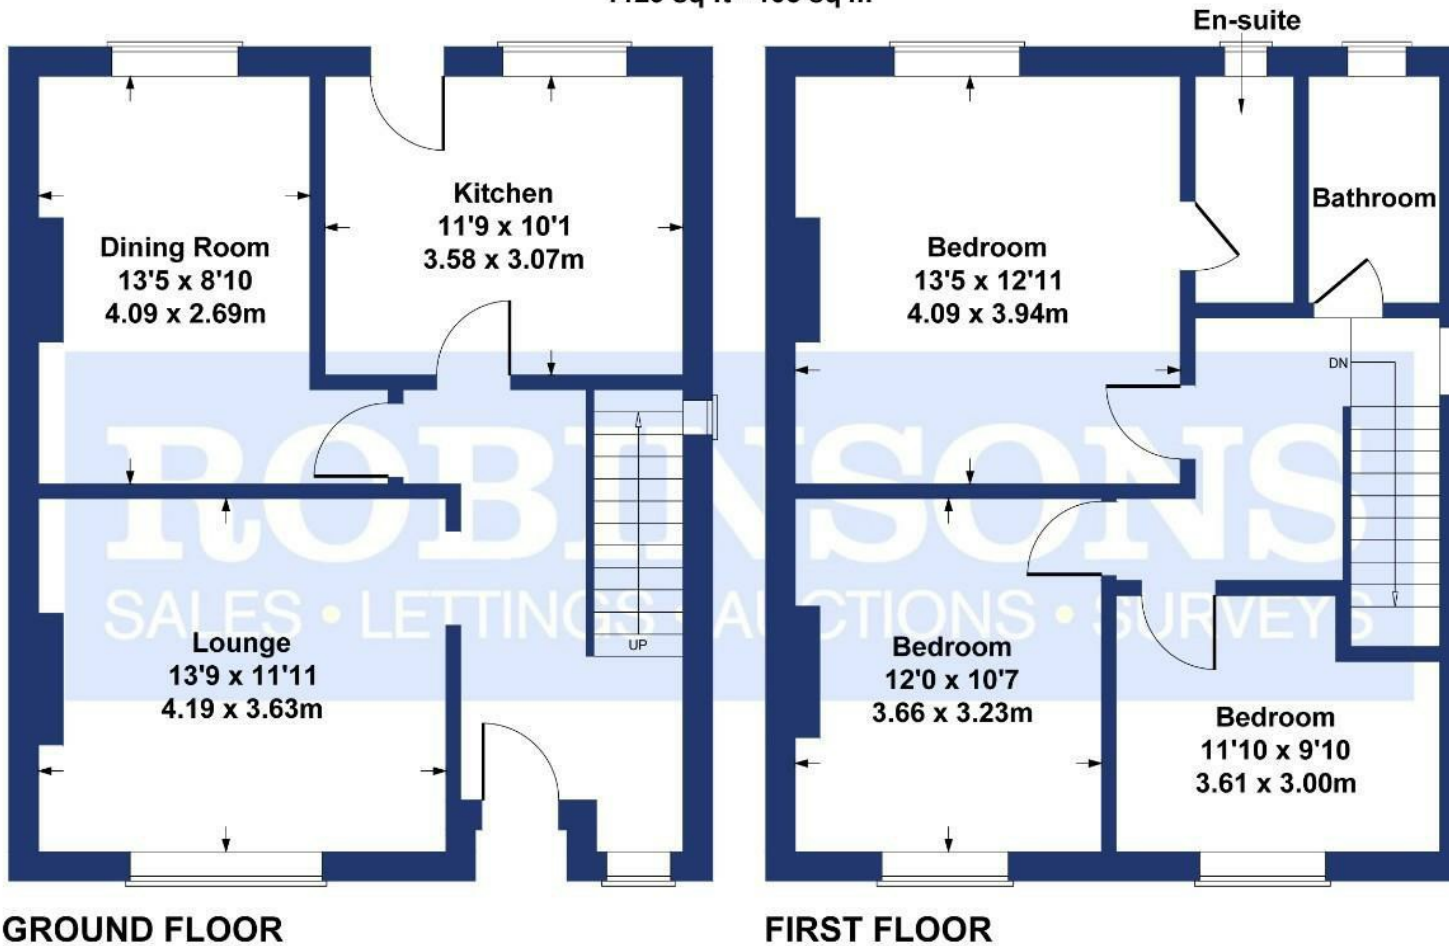 En-suite
Kitchen
11'9 x 10'1
3.58 x 3.07m
Dining Room
13'5 x 8'10
4.09 x 2.69m
Bedroom
13'5 x 12'11
4.09 x 3.94m
Bathroom
DN
ROBINSONS
SALES • LETTINGS • AUCTIONS • SURVEYS
Lounge
13'9 x 11'11
4.19 x 3.63m
UP
Bedroom
12'0 x 10'7
3.66 x 3.23m
Bedroom
11'10 x 9'10
3.61 x 3.00m
GROUND FLOOR
FIRST FLOOR